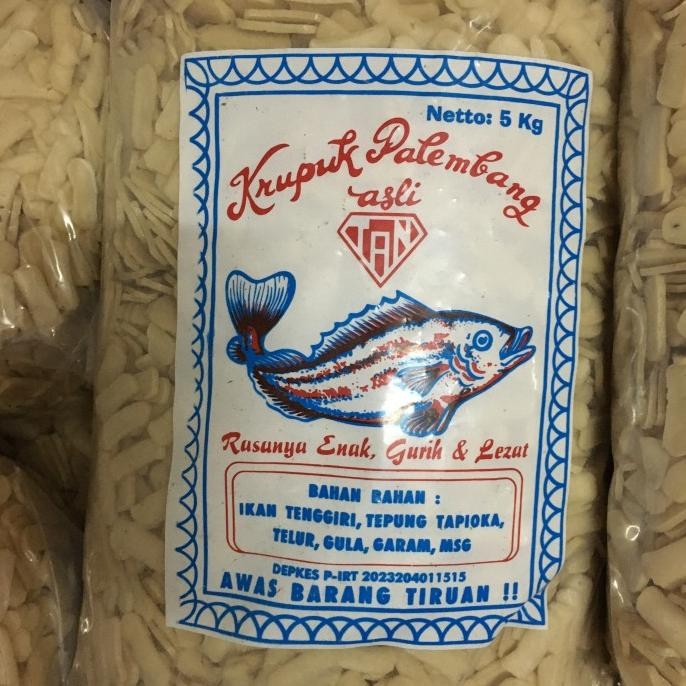 Netto: 5 Kg
Krupuk Palembang
asli
TAN
Rasanya Enak, Gurih & Lezat
BAHAN BAHAN :
IKAN TENGGIRI, TEPUNG TAPIOKA,
TELUR, GULA, GARAM, MSG
DEPKES P-IRT 2023204011515
AWAS BARANG TIRUAN !!